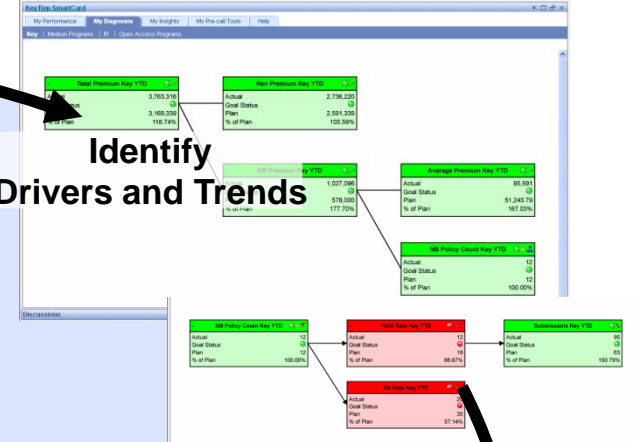 Key Rep SmartCard
My Performance My Diagnosis My Insights My Pre-call Tools Help
Key | Medium Programs | R | Open Access Programs
Total Premium Key YTD
Actual 3,763,316
Status
3,169,339
% of Plan 118.74%
Ren Premium Key YTD
Actual 2,736,220
Goal Status
Plan 2,591,339
% of Plan 105.59%
Identify
Drivers and Trends
NB Premium Key YTD
1,027,096
578,000
% of Plan 177.70%
Average Premium Key YTD
Actual 85,591
Goal Status
Plan 51,243.79
% of Plan 167.03%
NB Policy Count Key YTD
Actual 12
Goal Status
Plan 12
% of Plan 100.00%
Discussions
NB Policy Count Key YTD
Actual 12
Goal Status
Plan 12
% of Plan 100.00%
Yield Rate Key YTD
Actual 12
Goal Status
Plan 18
% of Plan 66.67%
Submissions Key YTD
Actual 95
Goal Status
Plan 63
% of Plan 150.79%
Hit Rate Key YTD
Actual
Goal Status
Plan 35
% of Plan 57.14%